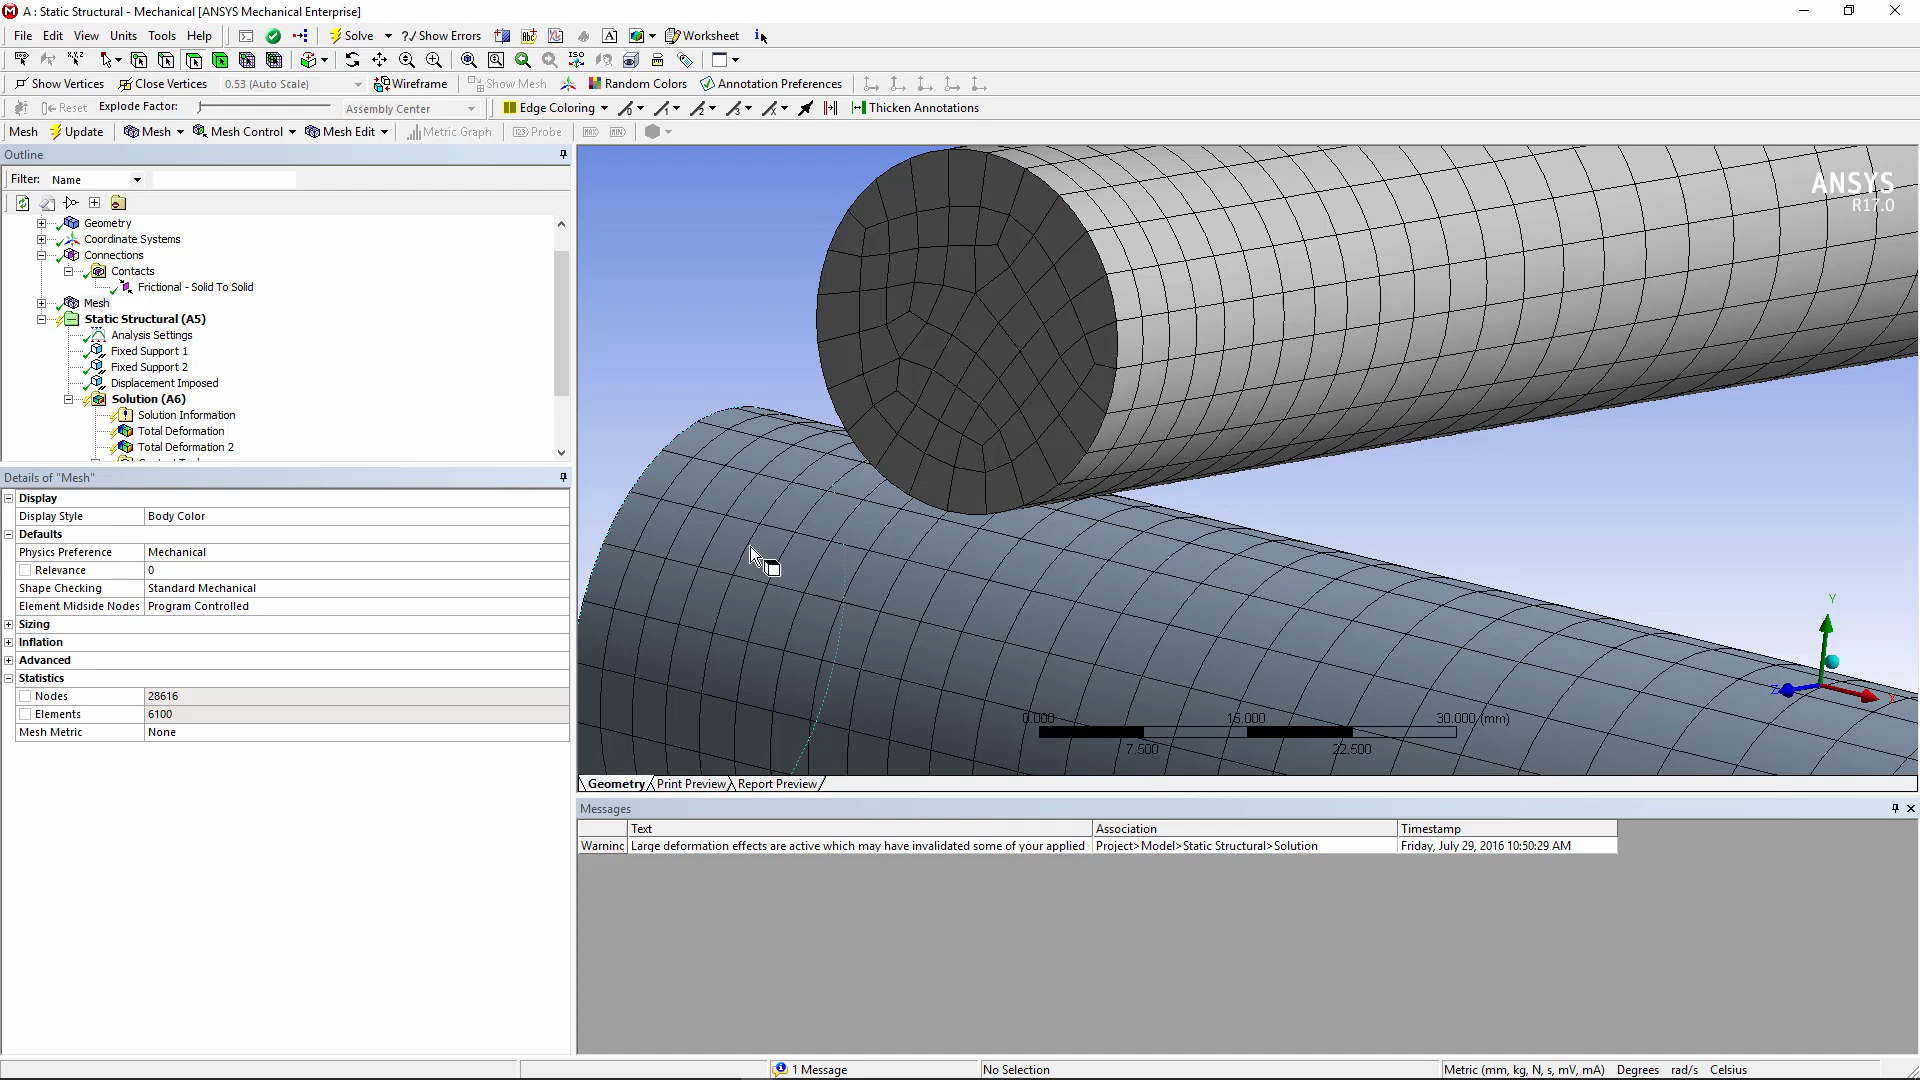 A : Static Structural - Mechanical [ANSYS Mechanical Enterprise]
File Edit View Units Tools Help Solve ?/ Show Errors Worksheet
Show Vertices Close Vertices 0.53 (Auto Scale) Wireframe Show Mesh Random Colors Annotation Preferences
Reset Explode Factor: Assembly Center Edge Coloring Thicken Annotations
Mesh Update Mesh Mesh Control Mesh Edit Metric Graph Probe
Outline
Filter: Name
Geometry
Coordinate Systems
Connections
Contacts
Frictional - Solid To Solid
Mesh
Static Structural (A5)
Analysis Settings
Fixed Support 1
Fixed Support 2
Displacement Imposed
Solution (A6)
Solution Information
Total Deformation
Total Deformation 2
Details of "Mesh"
Display
Display Style Body Color
Defaults
Physics Preference Mechanical
Relevance 0
Shape Checking Standard Mechanical
Element Midside Nodes Program Controlled
Sizing
Inflation
Advanced
Statistics
Nodes 28616
Elements 6100
Mesh Metric None
ANSYS
R17.0
Y
Z
X
0.000 15.000 30.000 (mm)
7.500 22.500
Geometry Print Preview Report Preview
Messages
Text Association Timestamp
Warning Large deformation effects are active which may have invalidated some of your applied Project>Model>Static Structural>Solution Friday, July 29, 2016 10:50:29 AM
1 Message No Selection Metric (mm, kg, N, s, mV, mA) Degrees rad/s Celsius